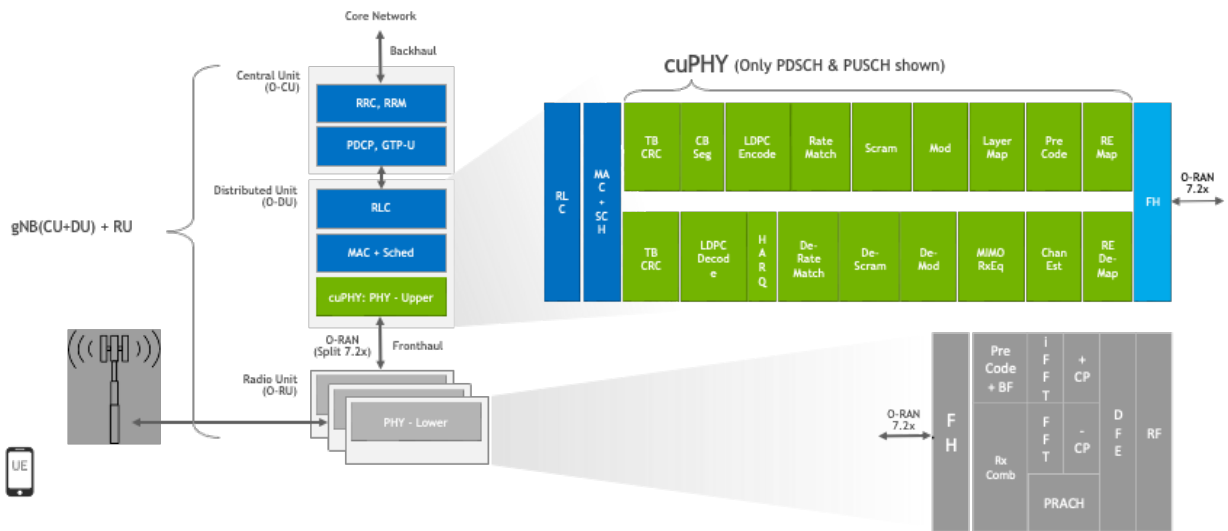 Core Network
Backhaul
Central Unit
(O-CU)
RRC, RRM
PDCP, GTP-U
Distributed Unit
(O-DU)
RLC
MAC + Sched
cuPHY: PHY - Upper
gNB(CU+DU) + RU
O-RAN
(Split 7.2x)
Fronthaul
Radio Unit
(O-RU)
PHY - Lower
UE
cuPHY (Only PDSCH & PUSCH shown)
RL
C
MA
C
+
SC
H
TB
CRC
CB
Seg
LDPC
Encode
Rate
Match
Scram
Mod
Layer
Map
Pre
Code
RE
Map
TB
CRC
LDPC
Decod
e
H
A
R
Q
De-
Rate
Match
De-
Scram
De-
Mod
MIMO
RxEq
Chan
Est
RE
De-
Map
FH
O-RAN
7.2x
O-RAN
7.2x
F
H
Pre
Code
+ BF
i
F
F
T
+
CP
Rx
Comb
F
F
T
-
CP
PRACH
D
F
E
RF